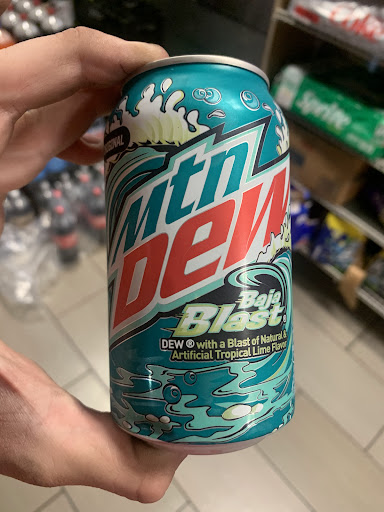 ORIGINAL
Mtn
DEW
Baja
Blast
DEW ® with a Blast of Natural &
Artificial Tropical Lime Flavor
Sprite